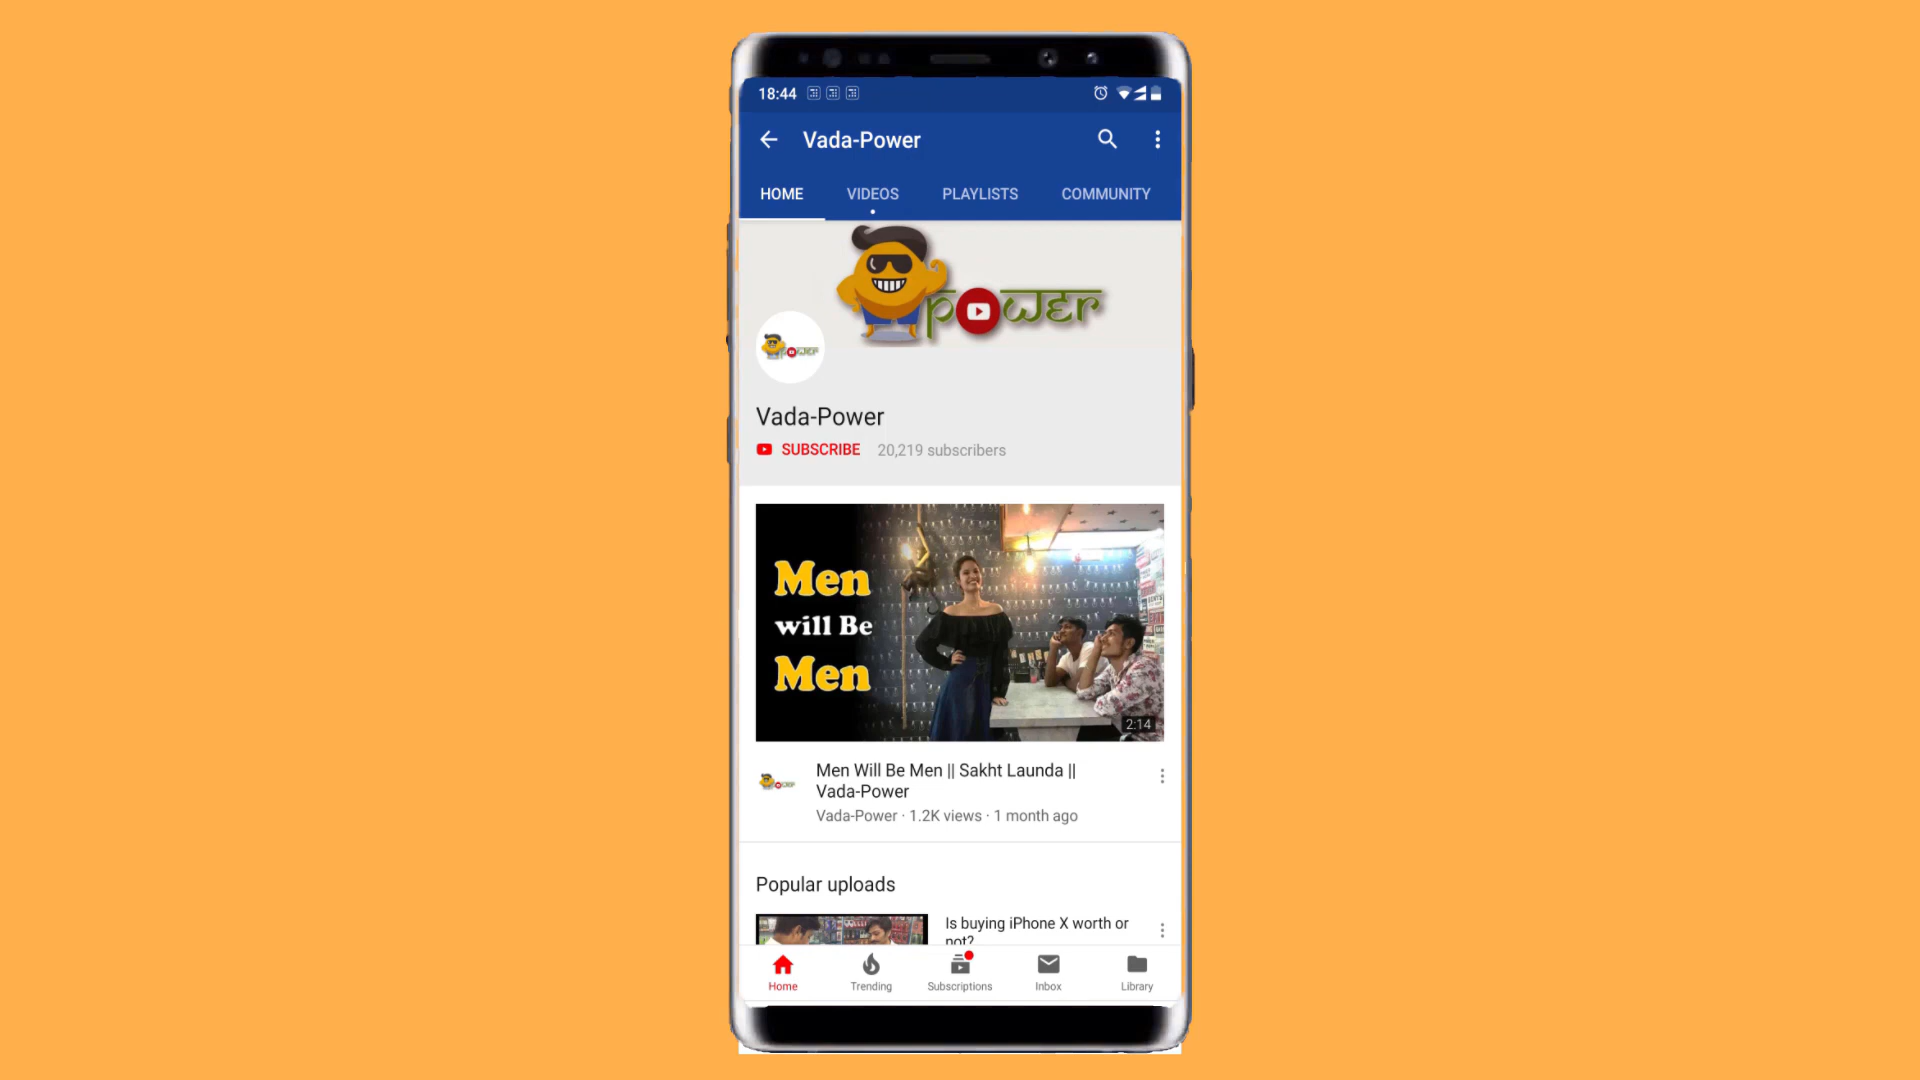 18:44
Vada-Power
HOME VIDEOS PLAYLISTS COMMUNITY
power
power
Vada-Power
SUBSCRIBE 20,219 subscribers
Men
will Be
Men
2:14
Men Will Be Men || Sakht Launda ||
Vada-Power
Vada-Power · 1.2K views · 1 month ago
Popular uploads
Is buying iPhone X worth or
not?
Home Trending Subscriptions Inbox Library